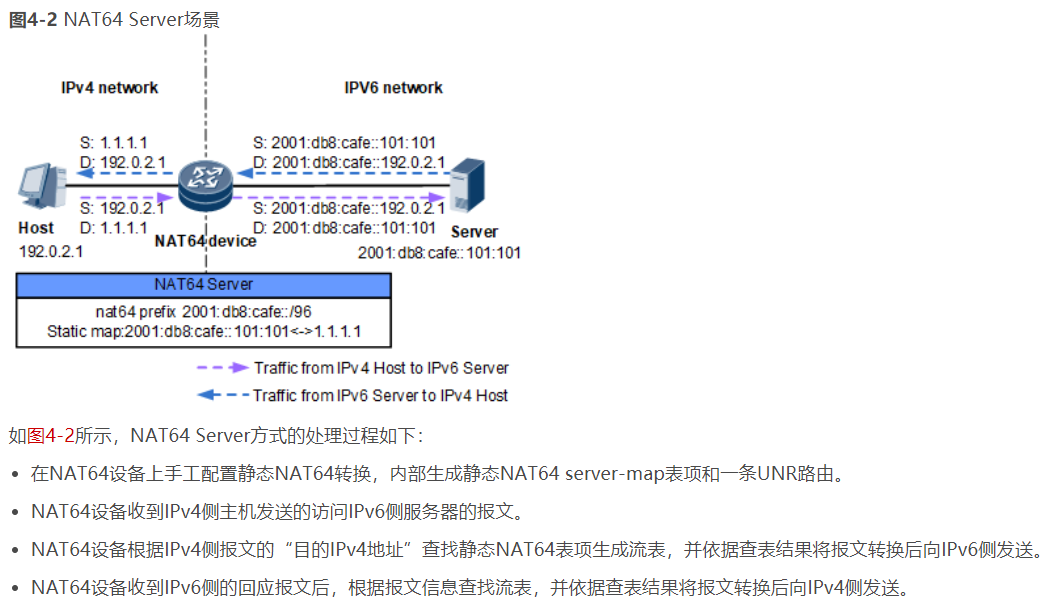 图4-2 NAT64 Server场景
IPv4 network
IPV6 network
S: 1.1.1.1
D: 192.0.2.1
S: 2001:db8:cafe::101:101
D: 2001:db8:cafe::192.0.2.1
S: 192.0.2.1
D: 1.1.1.1
S: 2001:db8:cafe::192.0.2.1
D: 2001:db8:cafe::101:101
Host
192.0.2.1
NAT64 device
Server
2001:db8:cafe::101:101
NAT64 Server
nat64 prefix 2001:db8:cafe::/96
Static map:2001:db8:cafe::101:101<->1.1.1.1
Traffic from IPv4 Host to IPv6 Server
Traffic from IPv6 Server to IPv4 Host
如图4-2所示，NAT64 Server方式的处理过程如下：
• 在NAT64设备上手工配置静态NAT64转换，内部生成静态NAT64 server-map表项和一条UNR路由。
• NAT64设备收到IPv4侧主机发送的访问IPv6侧服务器的报文。
• NAT64设备根据IPv4侧报文的“目的IPv4地址”查找静态NAT64表项生成流表，并依据查表结果将报文转换后向IPv6侧发送。
• NAT64设备收到IPv6侧的回应报文后，根据报文信息查找流表，并依据查表结果将报文转换后向IPv4侧发送。